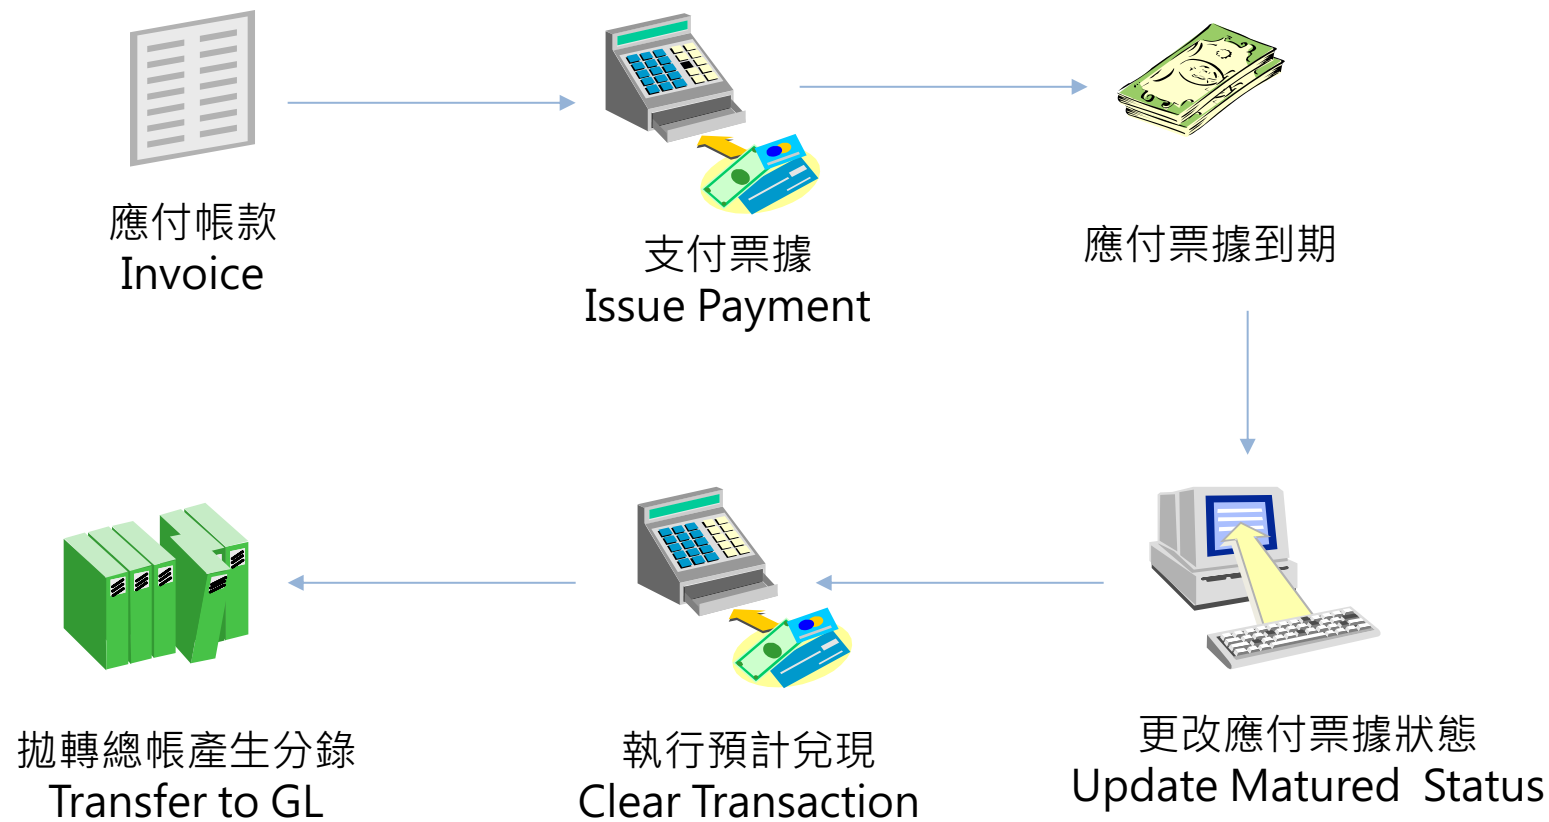 應付帳款
Invoice
支付票據
Issue Payment
應付票據到期
更改應付票據狀態
Update Matured  Status
執行預計兌現
Clear Transaction
拋轉總帳產生分錄
Transfer to GL